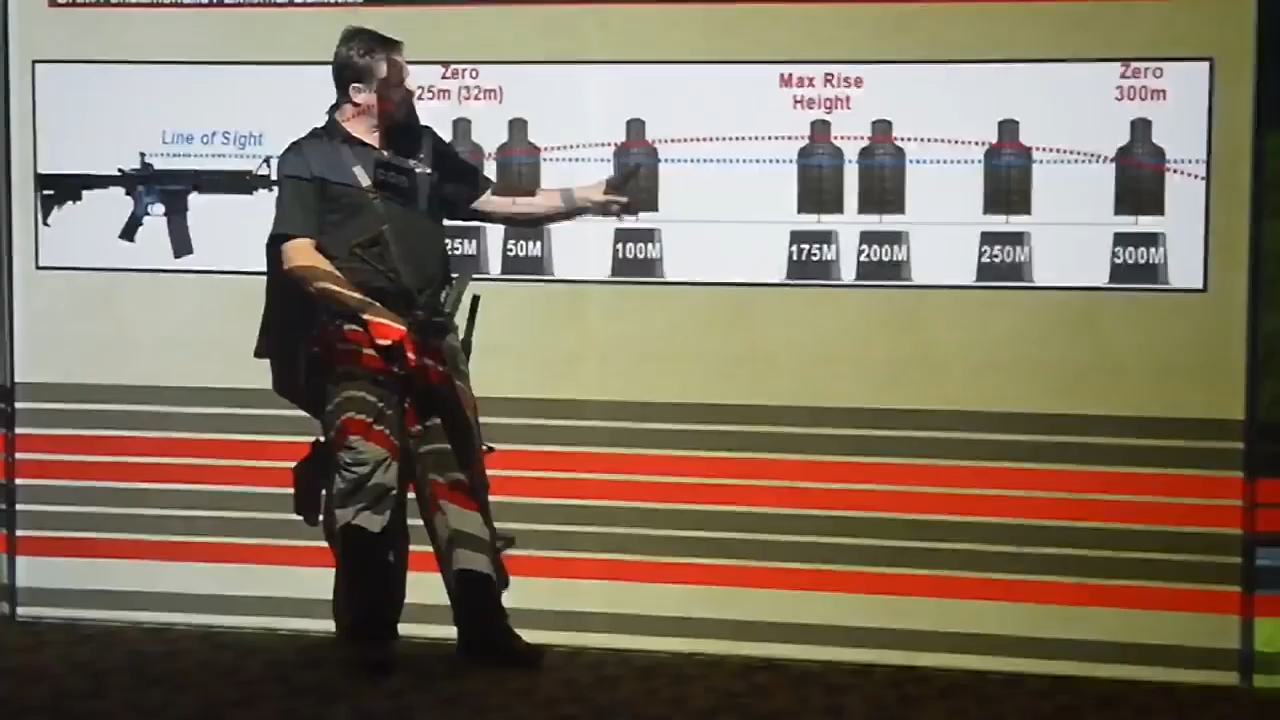 Line of Sight
Zero
25m (32m)
Max Rise
Height
Zero
300m
25M
50M
100M
175M
200M
250M
300M